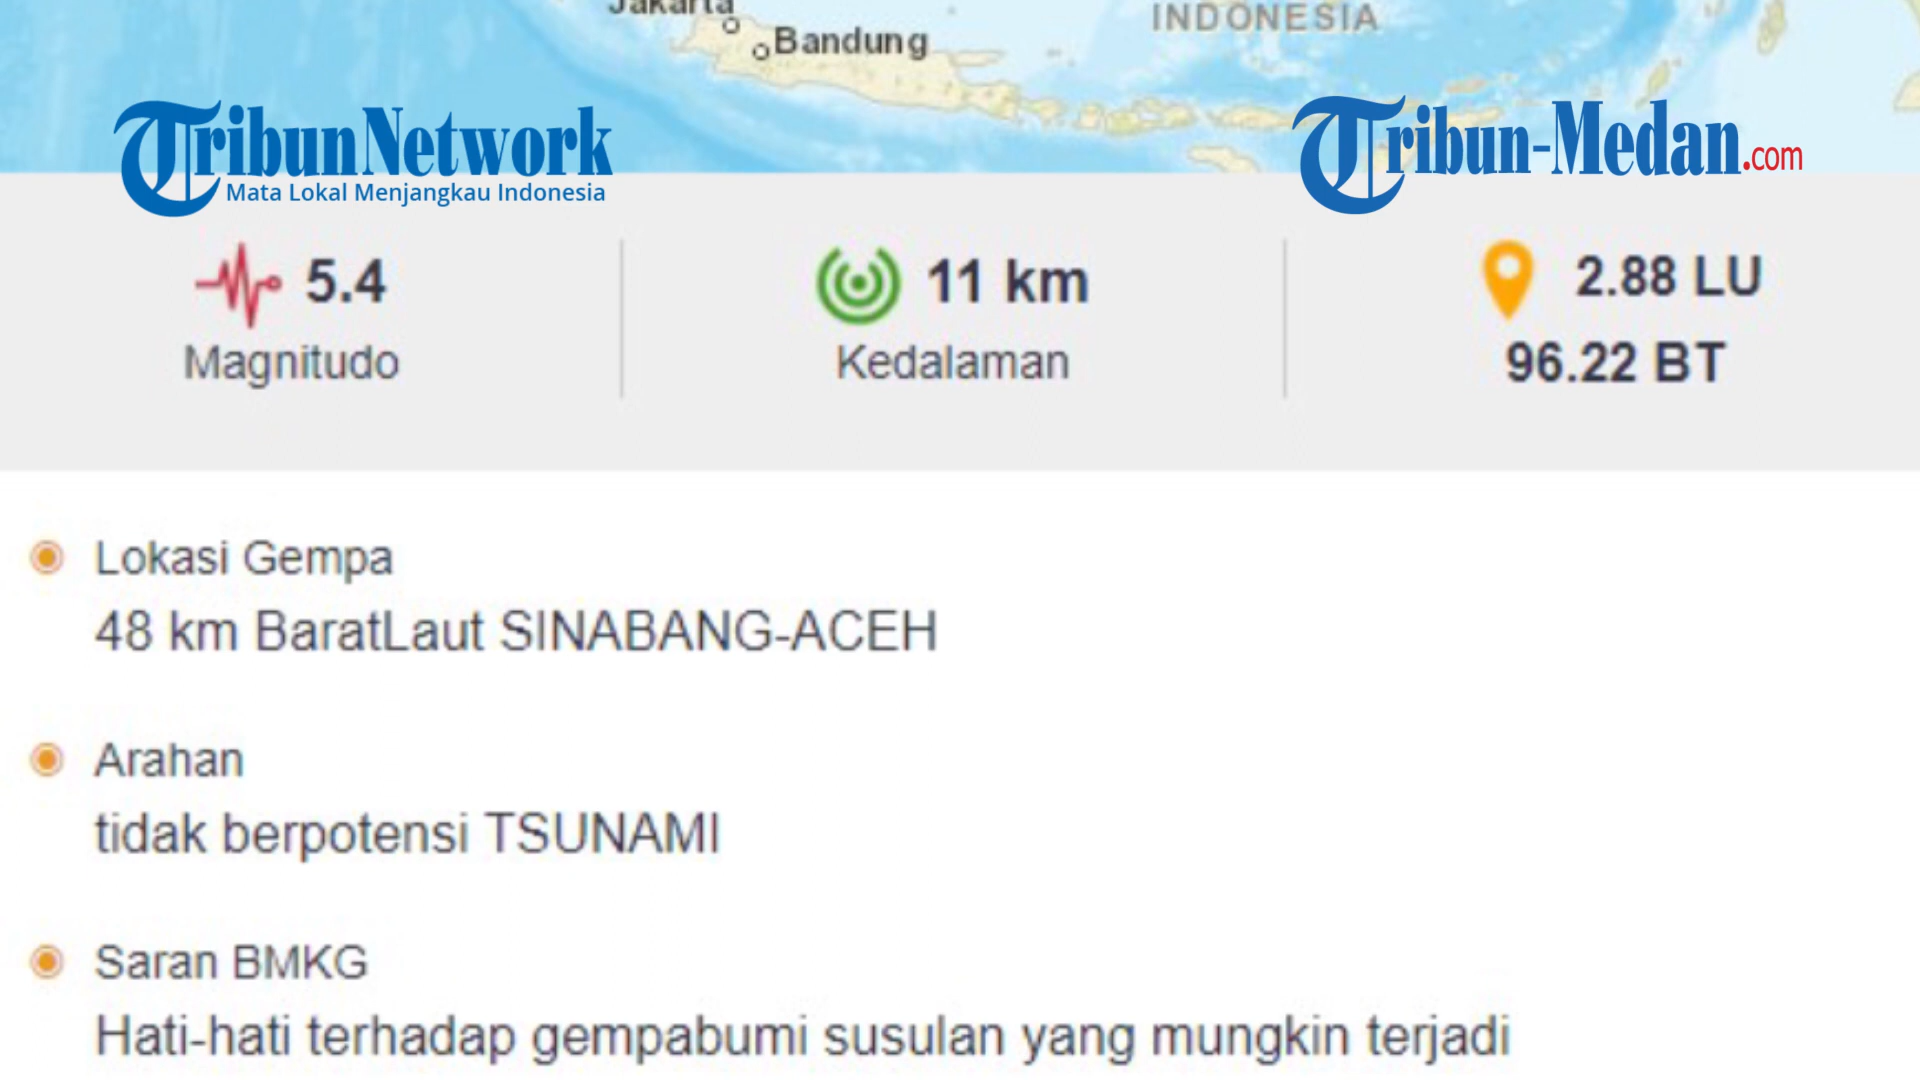 Jakarta
Bandung
INDONESIA
TribunNetwork
Mata Lokal Menjangkau Indonesia
Tribun-Medan.com
5.4
Magnitudo
11 km
Kedalaman
2.88 LU
96.22 BT
Lokasi Gempa
48 km BaratLaut SINABANG-ACEH
Arahan
tidak berpotensi TSUNAMI
Saran BMKG
Hati-hati terhadap gempabumi susulan yang mungkin terjadi